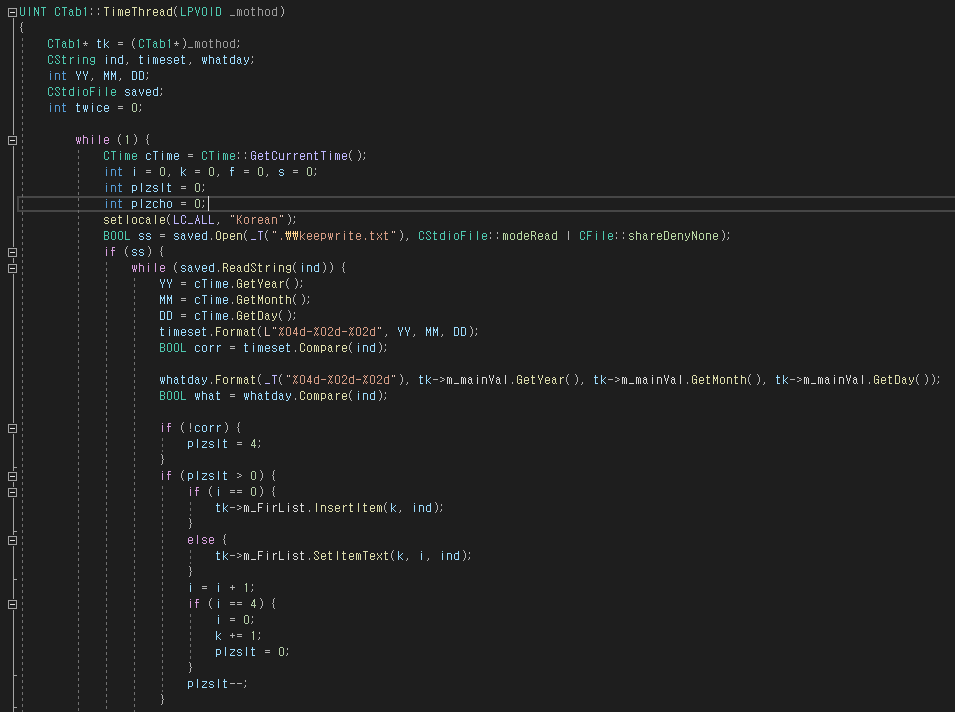 UINT CTab1::TimeThread(LPVOID _mothod)
{
    CTab1* tk = (CTab1*)_mothod;
    CString ind, timeset, whatday;
    int YY, MM, DD;
    CStdioFile saved;
    int twice = 0;

        while (1) {
            CTime cTime = CTime::GetCurrentTime();
            int i = 0, k = 0, f = 0, s = 0;
            int plzslt = 0;
            int plzcho = 0;
            setlocale(LC_ALL, "Korean");
            BOOL ss = saved.Open(_T(".₩₩keepwrite.txt"), CStdioFile::modeRead | CFile::shareDenyNone);
            if (ss) {
                while (saved.ReadString(ind)) {
                    YY = cTime.GetYear();
                    MM = cTime.GetMonth();
                    DD = cTime.GetDay();
                    timeset.Format(L"%04d-%02d-%02d", YY, MM, DD);
                    BOOL corr = timeset.Compare(ind);

                    whatday.Format(_T("%04d-%02d-%02d"), tk->m_mainVal.GetYear(), tk->m_mainVal.GetMonth(), tk->m_mainVal.GetDay());
                    BOOL what = whatday.Compare(ind);

                    if (!corr) {
                        plzslt = 4;
                    }
                    if (plzslt > 0) {
                        if (i == 0) {
                            tk->m_FirList.InsertItem(k, ind);
                        }
                        else {
                            tk->m_FirList.SetItemText(k, i, ind);
                        }
                        i = i + 1;
                        if (i == 4) {
                            i = 0;
                            k += 1;
                            plzslt = 0;
                        }
                        plzslt--;
                    }